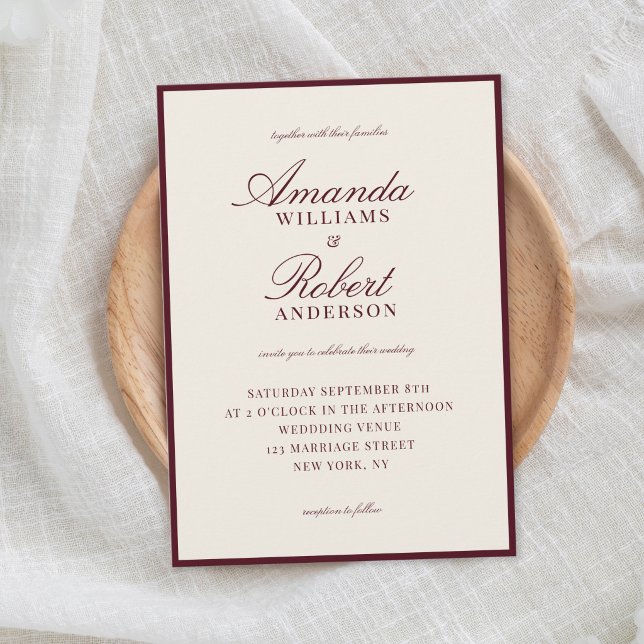 together with their families
Amanda
WILLIAMS
&
Robert
ANDERSON
invite you to celebrate their weddng
SATURDAY SEPTEMBER 8TH
AT 2 O'CLOCK IN THE AFTERNOON
WEDDDING VENUE
123 MARRIAGE STREET
NEW YORK, NY
reception to follow